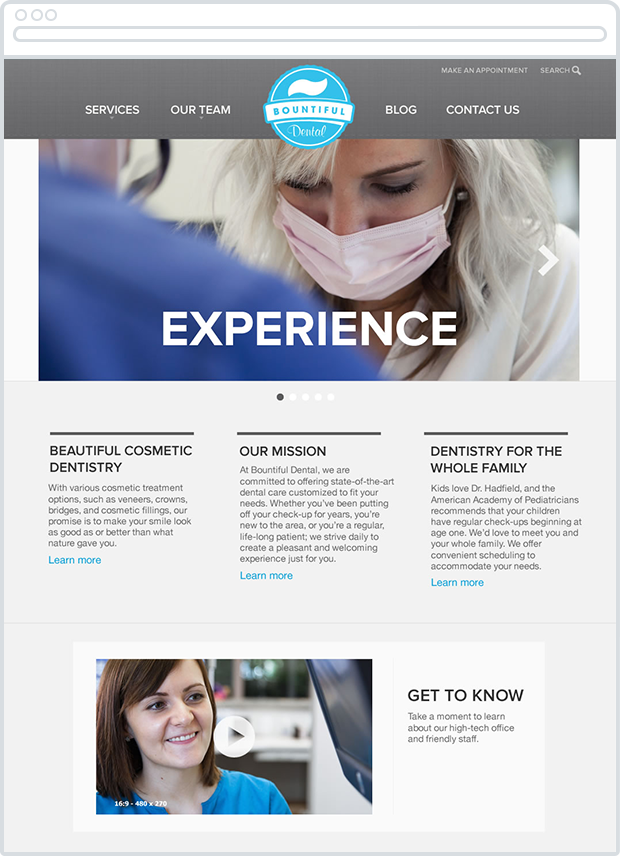 MAKE AN APPOINTMENT
SEARCH
SERVICES
OUR TEAM
BOUNTIFUL
Dental
BLOG
CONTACT US
EXPERIENCE
BEAUTIFUL COSMETIC
DENTISTRY
With various cosmetic treatment
options, such as veneers, crowns,
bridges, and cosmetic fillings, our
promise is to make your smile look
as good as or better than what
nature gave you.
Learn more
OUR MISSION
At Bountiful Dental, we are
committed to offering state-of-the-art
dental care customized to fit your
needs. Whether you've been putting
off your check-up for years, you're
new to the area, or you're a regular,
life-long patient; we strive daily to
create a pleasant and welcoming
experience just for you.
Learn more
DENTISTRY FOR THE
WHOLE FAMILY
Kids love Dr. Hadfield, and the
American Academy of Pediatricians
recommends that your children
have regular check-ups beginning at
age one. We'd love to meet you and
your whole family. We offer
convenient scheduling to
accommodate your needs.
Learn more
16:9 - 480 x 270
GET TO KNOW
Take a moment to learn
about our high-tech office
and friendly staff.